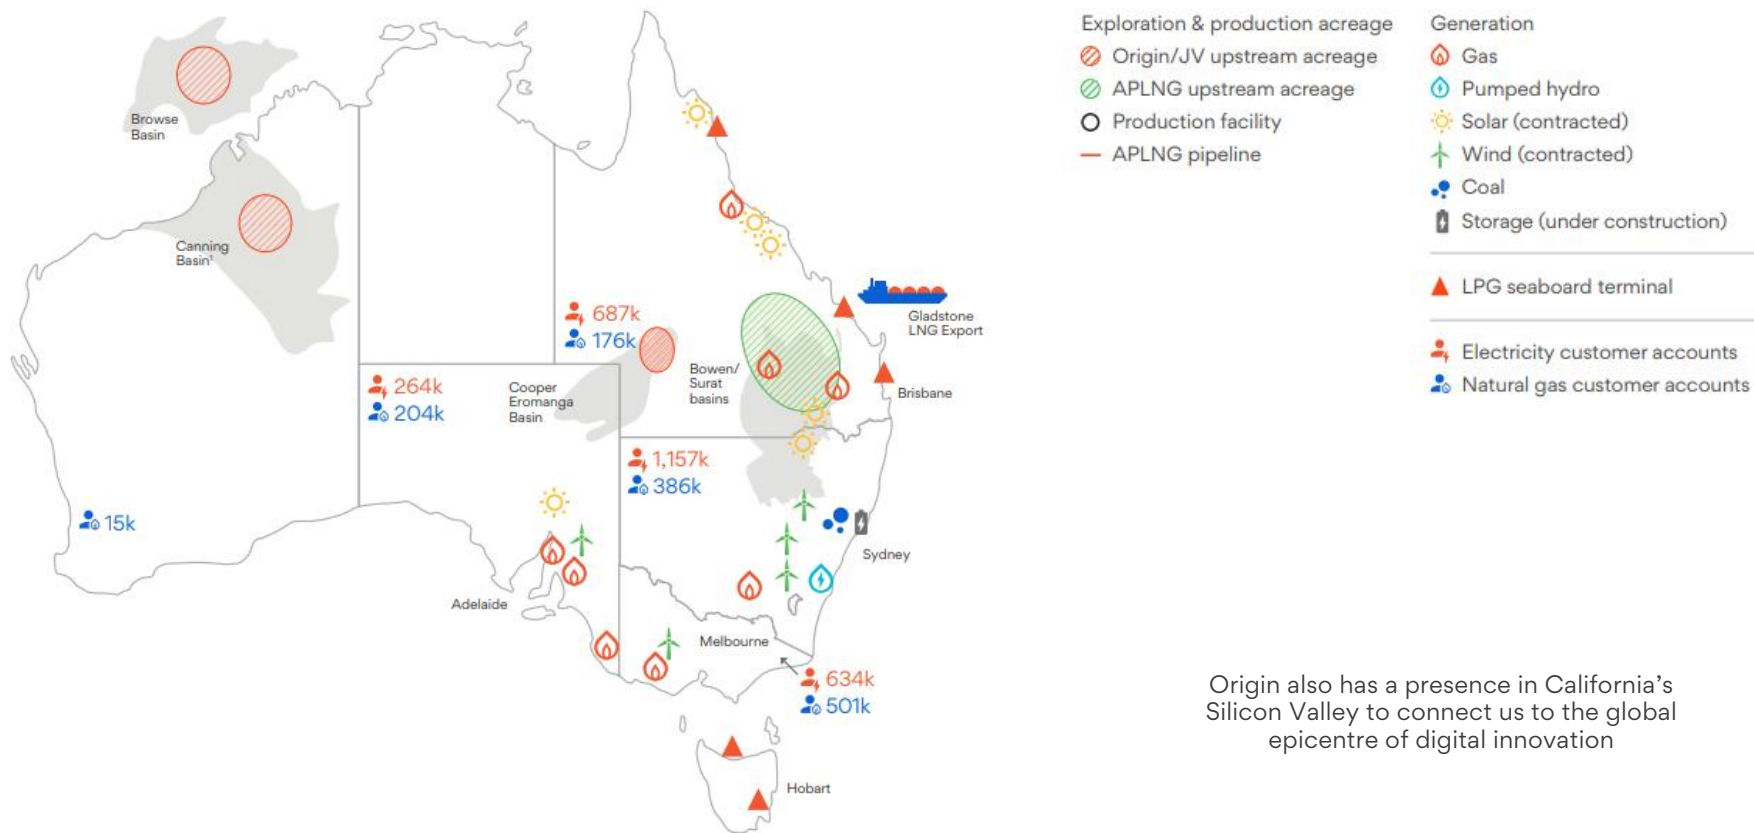 Browse
Basin
Canning
Basin¹
687k
176k
264k
204k
Cooper
Eromanga
Basin
Bowen/
Surat
basins
Gladstone
LNG Export
Brisbane
1,157k
386k
15k
Sydney
Adelaide
Melbourne
634k
501k
Hobart
Exploration & production acreage
Origin/JV upstream acreage
APLNG upstream acreage
Production facility
APLNG pipeline
Generation
Gas
Pumped hydro
Solar (contracted)
Wind (contracted)
Coal
Storage (under construction)
LPG seaboard terminal
Electricity customer accounts
Natural gas customer accounts
Origin also has a presence in California’s
Silicon Valley to connect us to the global
epicentre of digital innovation